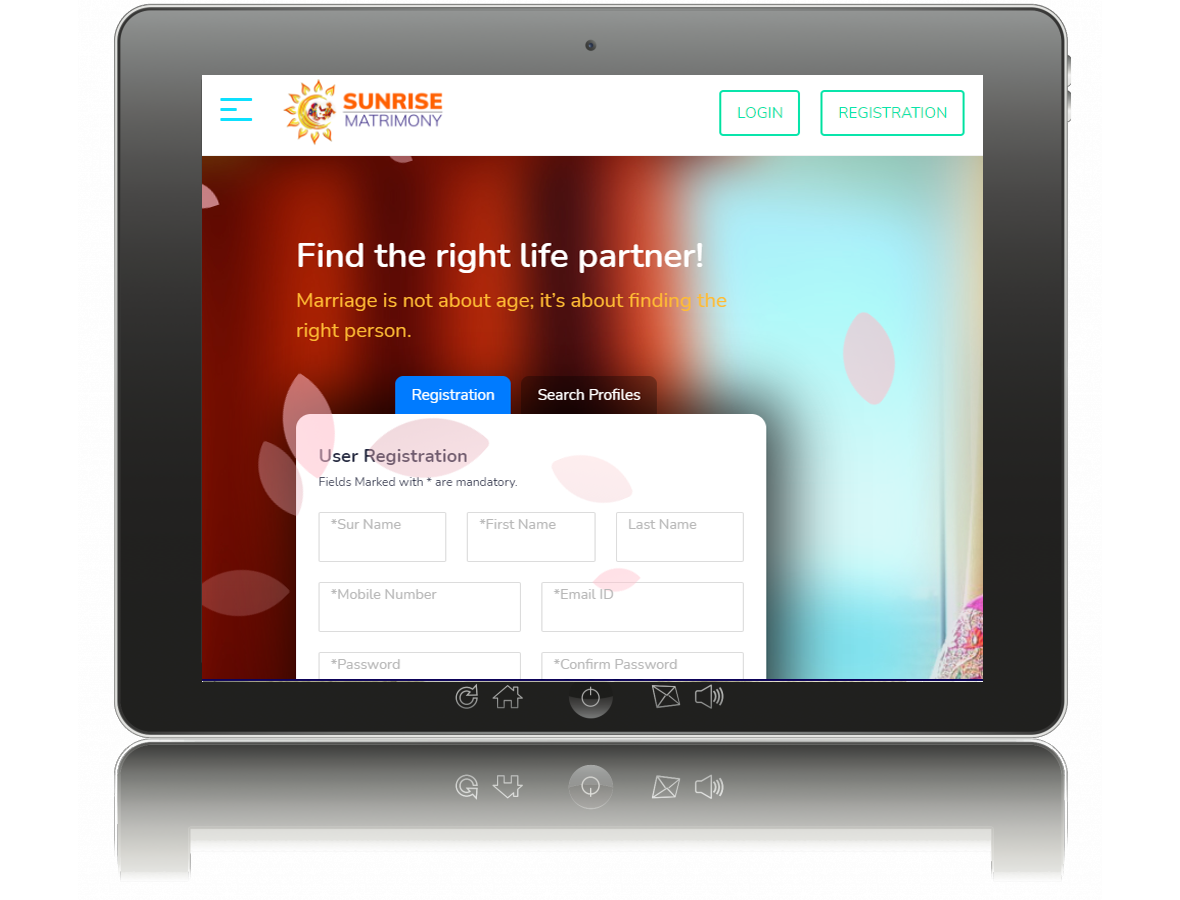 SUNRISE
MATRIMONY
LOGIN
REGISTRATION
Find the right life partner!
Marriage is not about age; it's about finding the
right person.
Registration
Search Profiles
User Registration
Fields Marked with * are mandatory.
*Sur Name
*First Name
Last Name
*Mobile Number
*Email ID
*Password
*Confirm Password